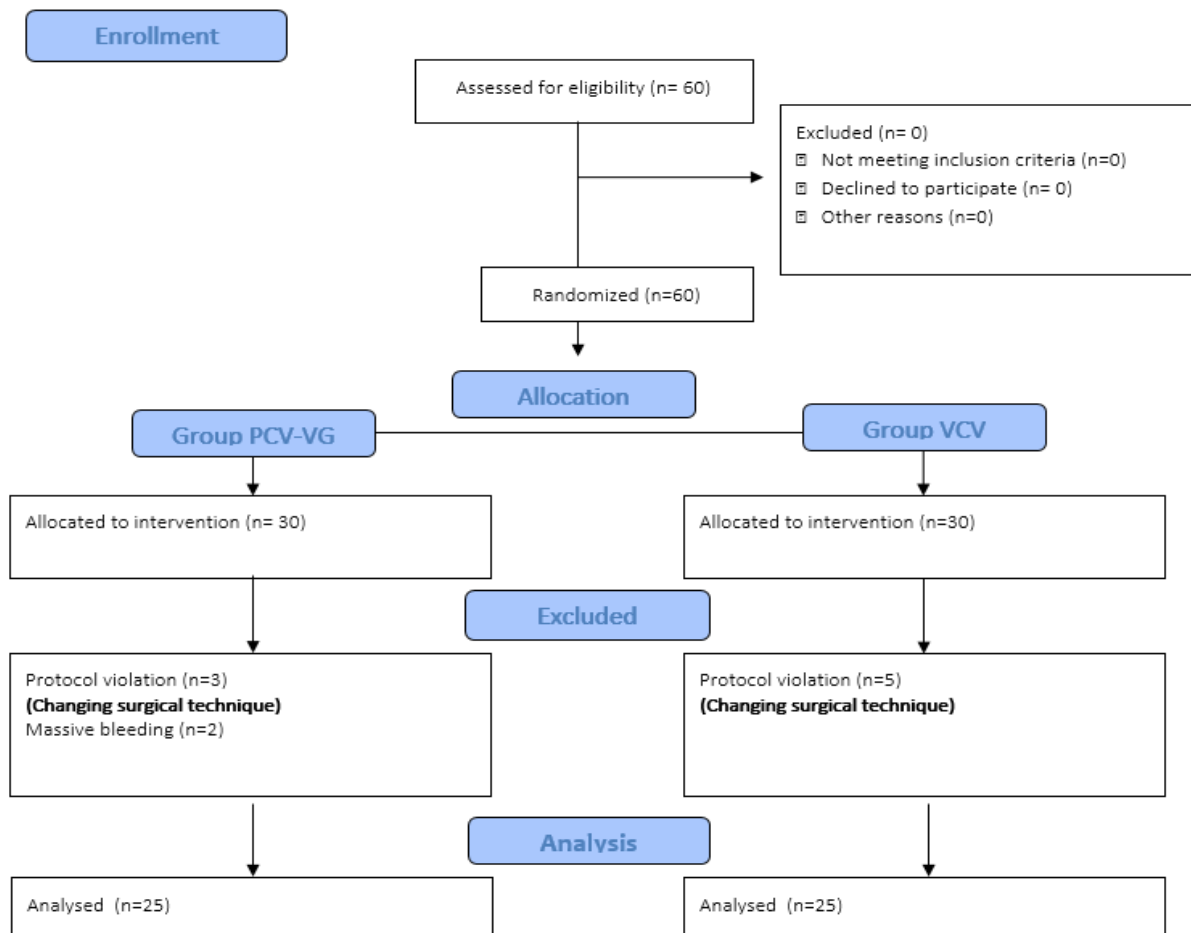 Enrollment
Assessed for eligibility (n= 60)
Excluded (n= 0)
Not meeting inclusion criteria (n=0)
Declined to participate (n= 0)
Other reasons (n=0)
Randomized (n=60)
Allocation
Group PCV-VG
Group VCV
Allocated to intervention (n= 30)
Allocated to intervention (n=30)
Excluded
Protocol violation (n=3)
(Changing surgical technique)
Massive bleeding (n=2)
Protocol violation (n=5)
(Changing surgical technique)
Analysis
Analysed (n=25)
Analysed (n=25)